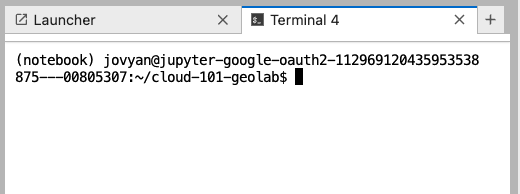 Launcher
Terminal 4
(notebook) jovyan@jupyter-google-oauth2-112969120435953538
875---00805307:~/cloud-101-geolab$